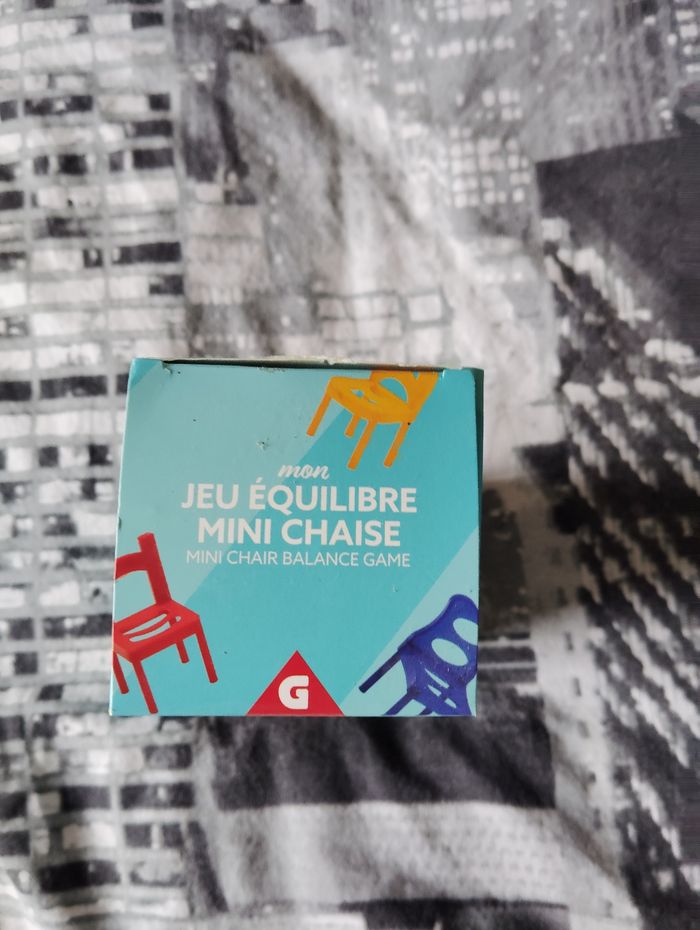 mon
JEU ÉQUILIBRE
MINI CHAISE
MINI CHAIR BALANCE GAME
G